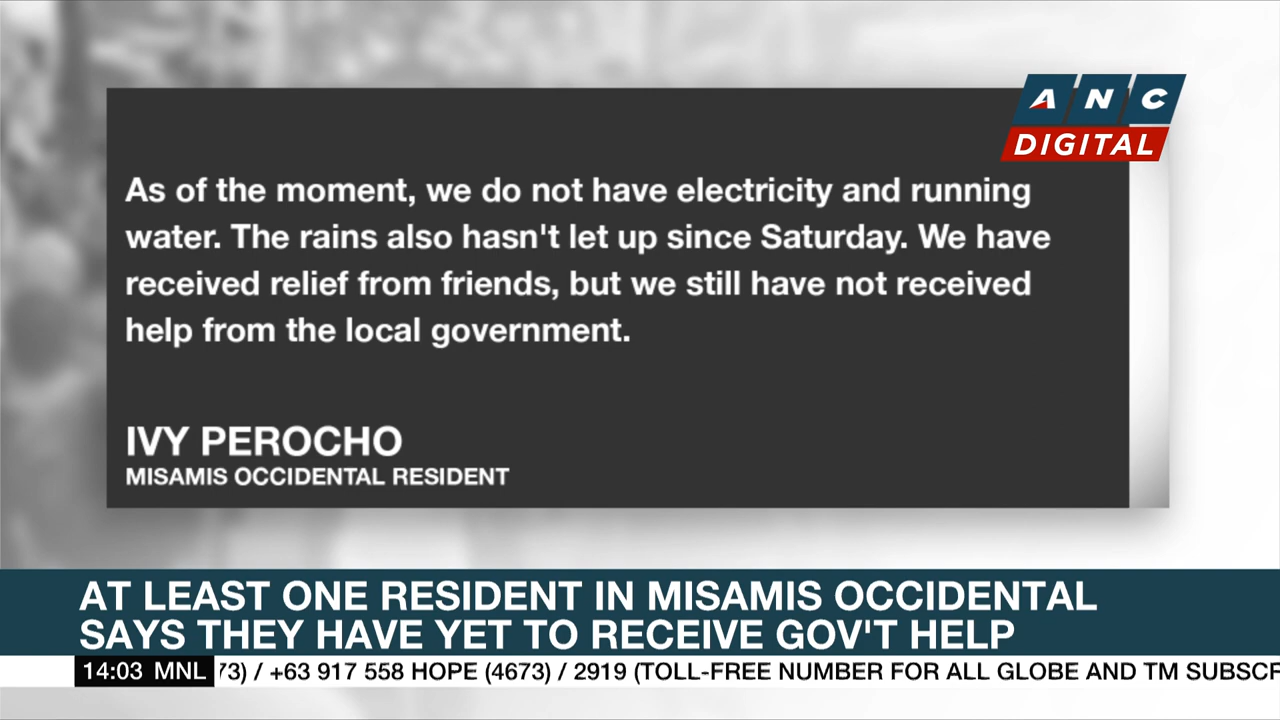 ANC
DIGITAL
As of the moment, we do not have electricity and running
water. The rains also hasn't let up since Saturday. We have
received relief from friends, but we still have not received
help from the local government.
IVY PEROCHO
MISAMIS OCCIDENTAL RESIDENT
AT LEAST ONE RESIDENT IN MISAMIS OCCIDENTAL
SAYS THEY HAVE YET TO RECEIVE GOV'T HELP
14:03 MNL 73) / +63 917 558 HOPE (4673) / 2919 (TOLL-FREE NUMBER FOR ALL GLOBE AND TM SUBSCR